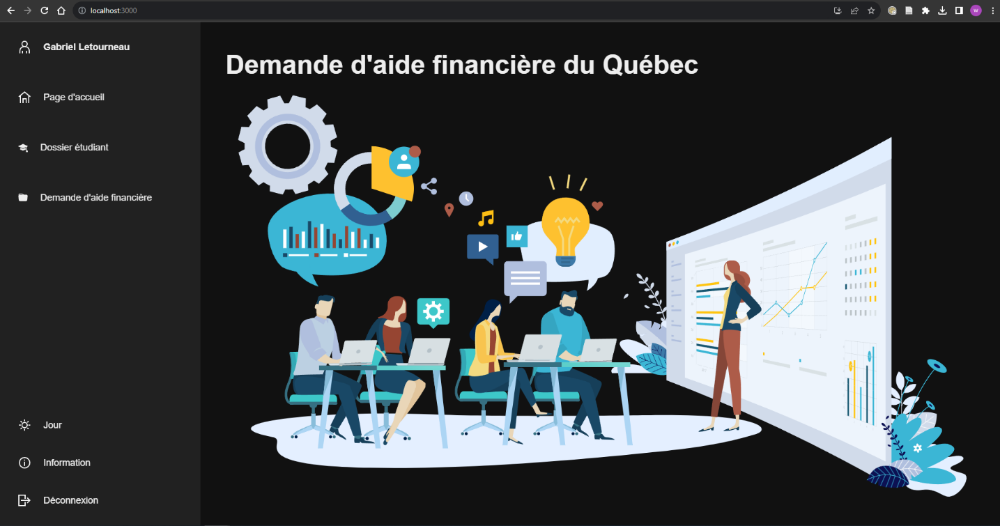 localhost:3000
W
Gabriel Letourneau
Page d'accueil
Dossier étudiant
Demande d'aide financière
Jour
Information
Déconnexion
Demande d'aide financière du Québec